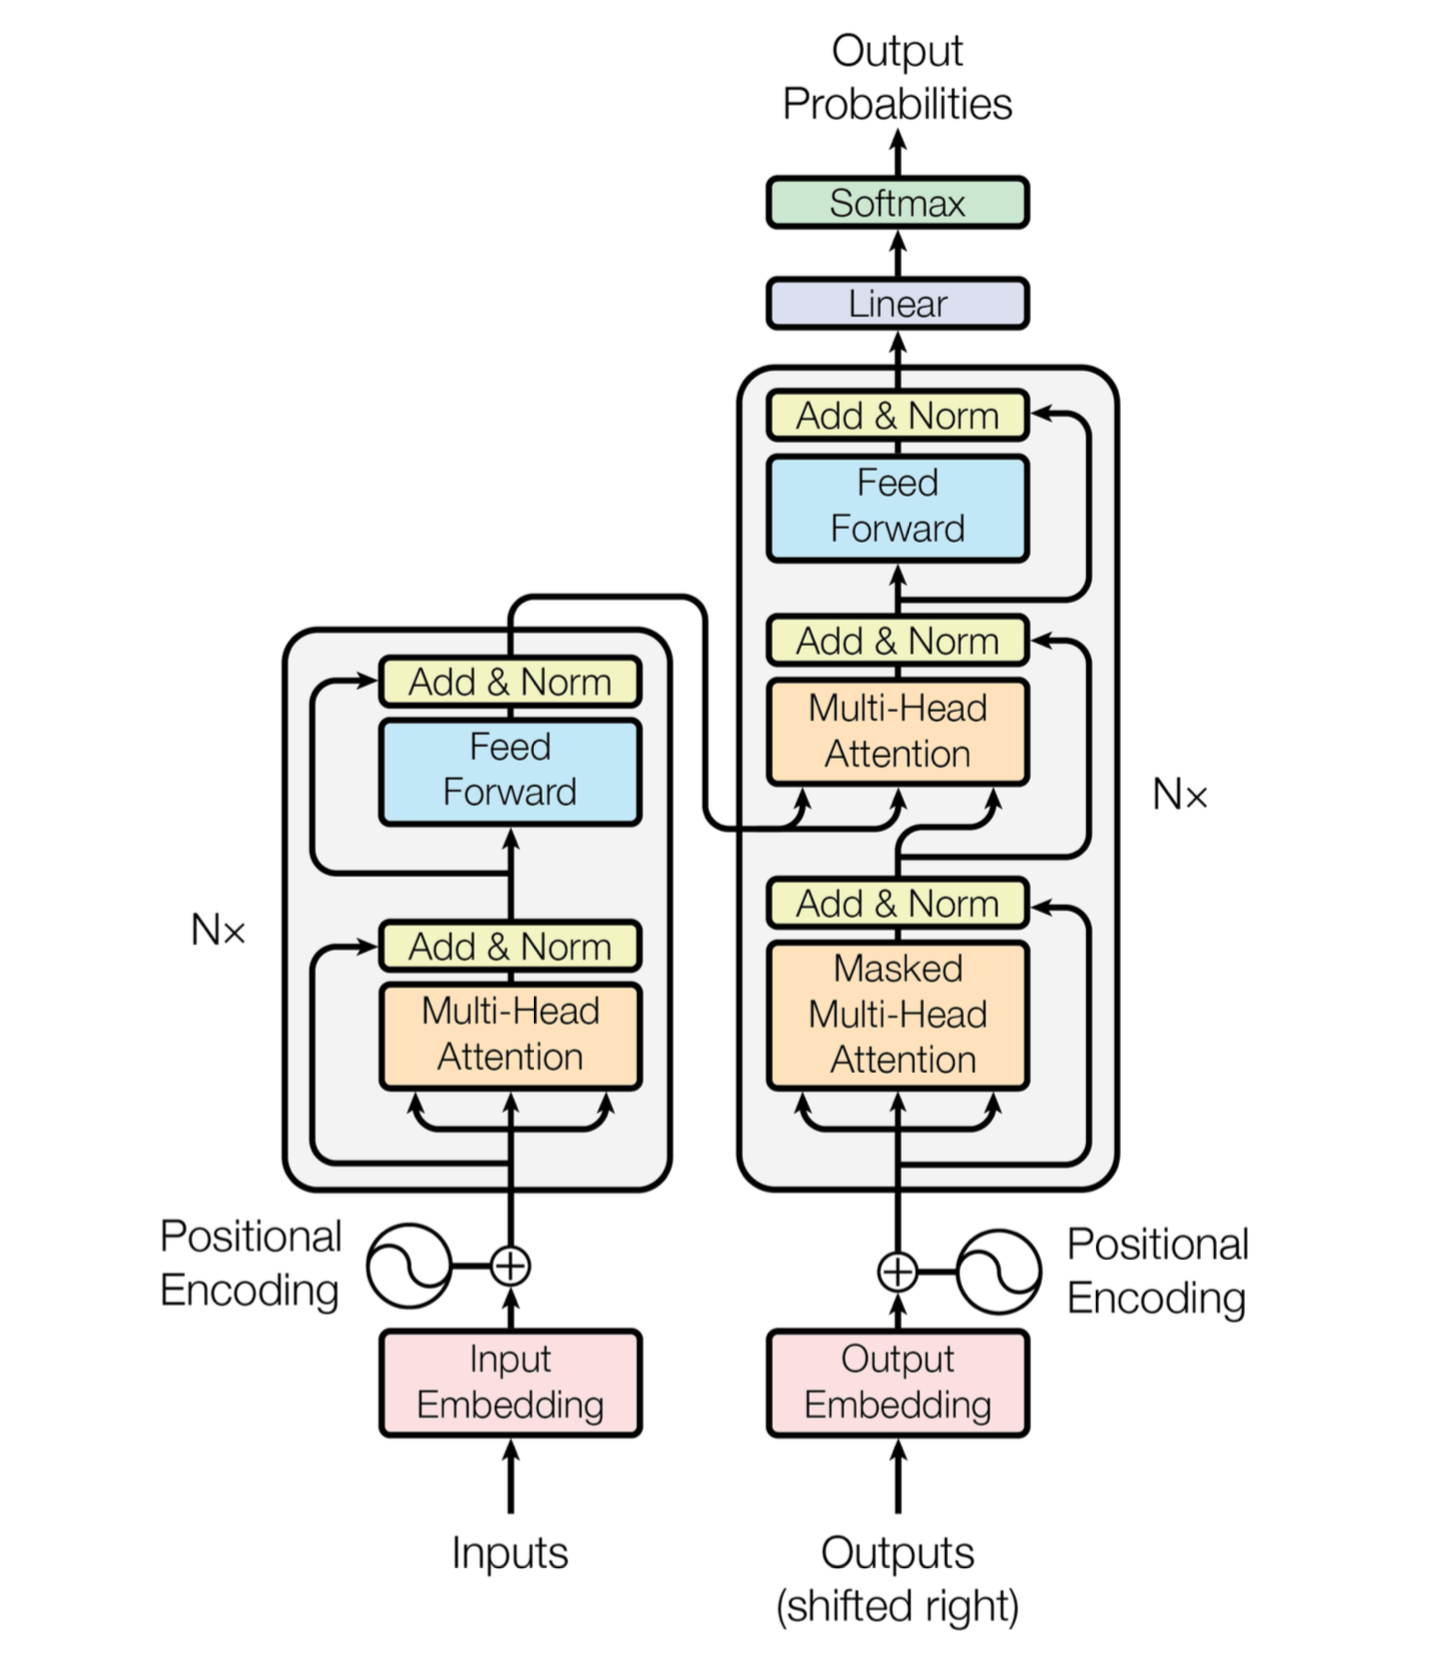 Output
Probabilities
Softmax
Linear
Add & Norm
Feed
Forward
Add & Norm
Multi-Head
Attention
Add & Norm
Masked
Multi-Head
Attention
N×
Add & Norm
Feed
Forward
Add & Norm
Multi-Head
Attention
N×
Positional
Encoding
Positional
Encoding
Input
Embedding
Output
Embedding
Inputs
Outputs
(shifted right)